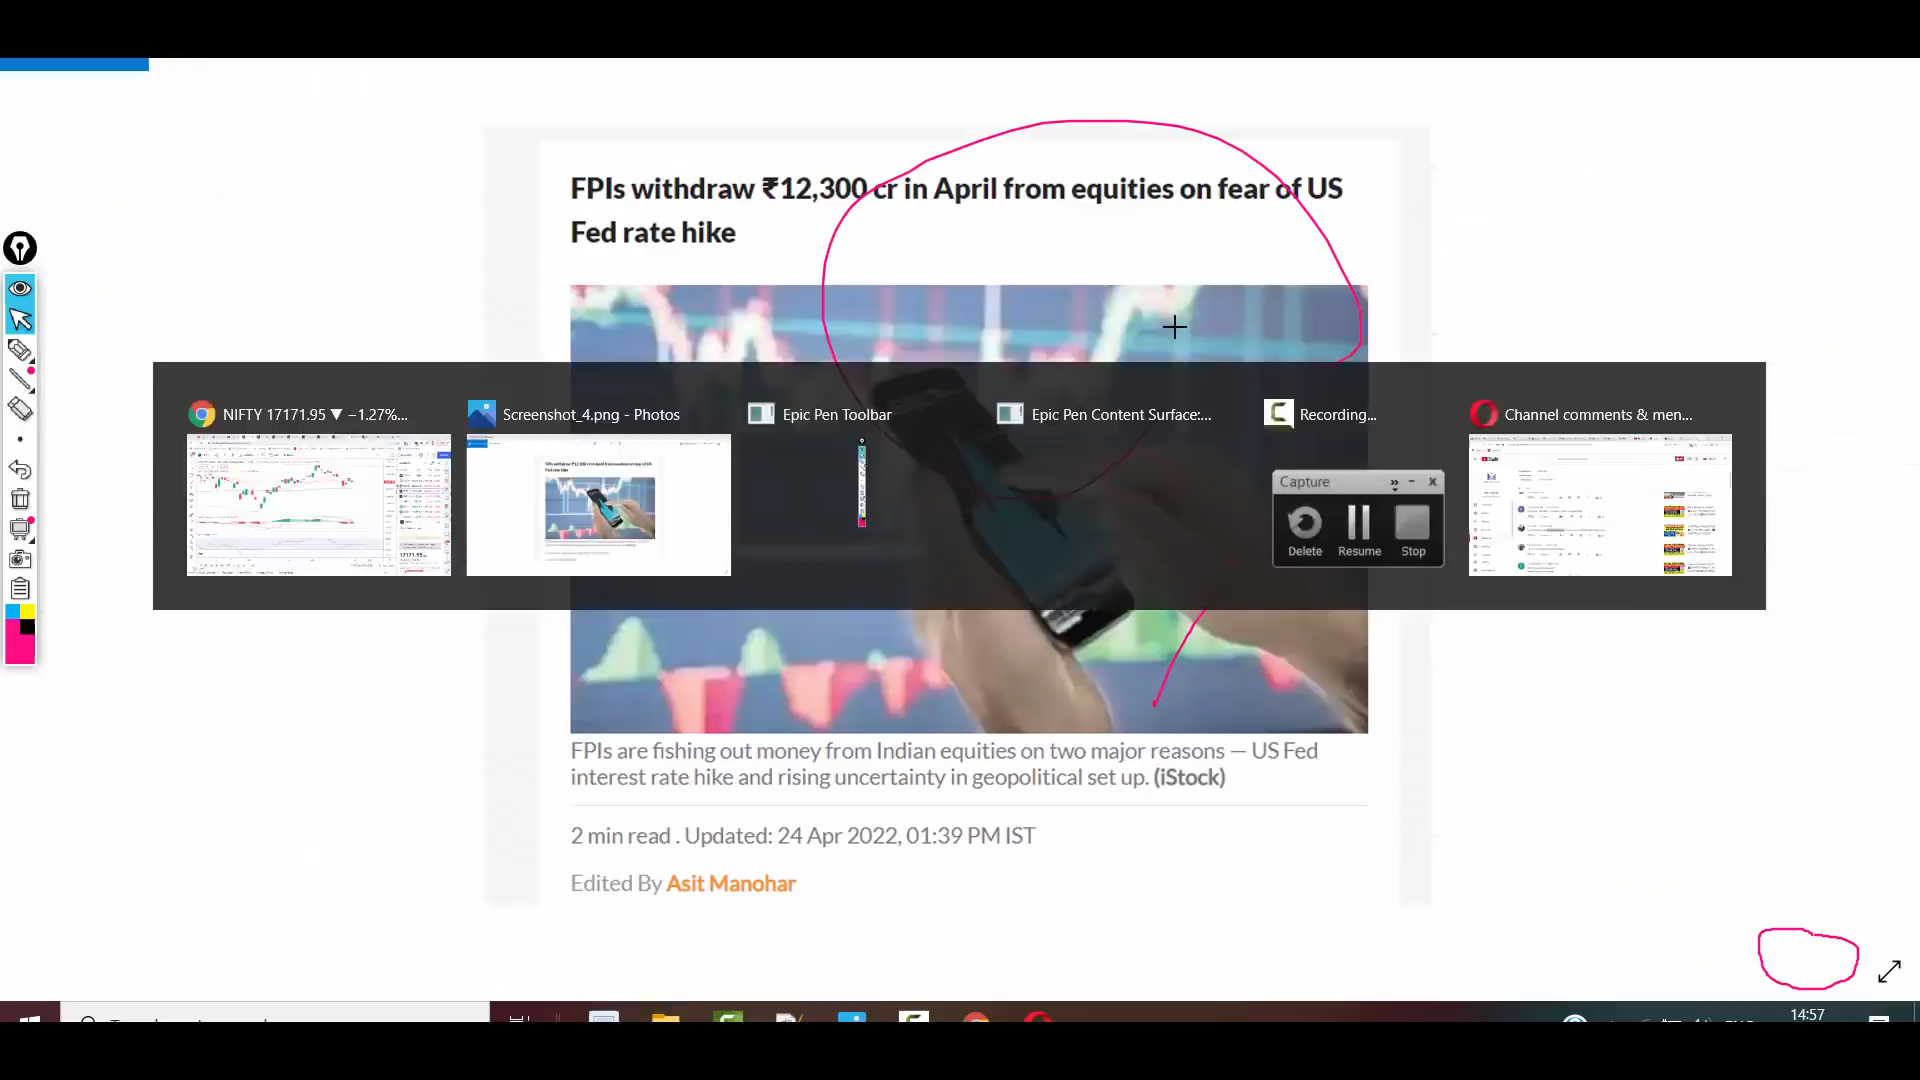 FPIs withdraw ₹12,300 cr in April from equities on fear of US
Fed rate hike
NIFTY 17171.95 ▼ −1.27%...
Screenshot_4.png - Photos
Epic Pen Toolbar
Epic Pen Content Surface:...
Recording...
Channel comments & men...
Capture
Delete
Resume
Stop
FPIs are fishing out money from Indian equities on two major reasons — US Fed
interest rate hike and rising uncertainty in geopolitical set up. (iStock)
2 min read . Updated: 24 Apr 2022, 01:39 PM IST
Edited By Asit Manohar
14:57